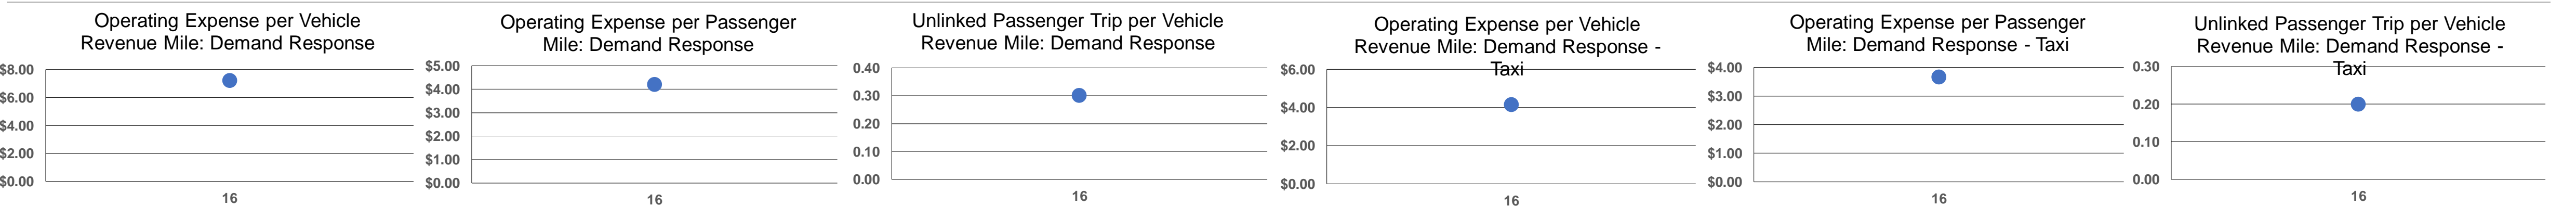 Operating Expense per Vehicle
Revenue Mile: Demand Response
$8.00
$6.00
$4.00
$2.00
$0.00
16
Operating Expense per Passenger
Mile: Demand Response
$5.00
$4.00
$3.00
$2.00
$1.00
$0.00
16
Unlinked Passenger Trip per Vehicle
Revenue Mile: Demand Response
0.40
0.30
0.20
0.10
0.00
16
Operating Expense per Vehicle
Revenue Mile: Demand Response -
Taxi
$6.00
$4.00
$2.00
$0.00
16
Operating Expense per Passenger
Mile: Demand Response - Taxi
$4.00
$3.00
$2.00
$1.00
$0.00
16
Unlinked Passenger Trip per Vehicle
Revenue Mile: Demand Response -
Taxi
0.30
0.20
0.10
0.00
16